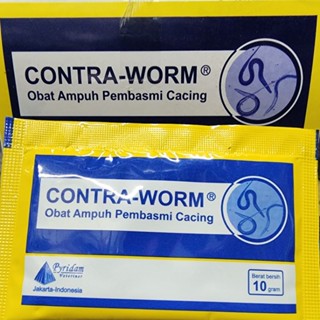 CONTRA-WORM®
Obat Ampuh Pembasmi Cacing
CONTRA-WORM®
Obat Ampuh Pembasmi Cacing
Pyridam
Veteriner
Jakarta-Indonesia
Berat bersih
10 gram